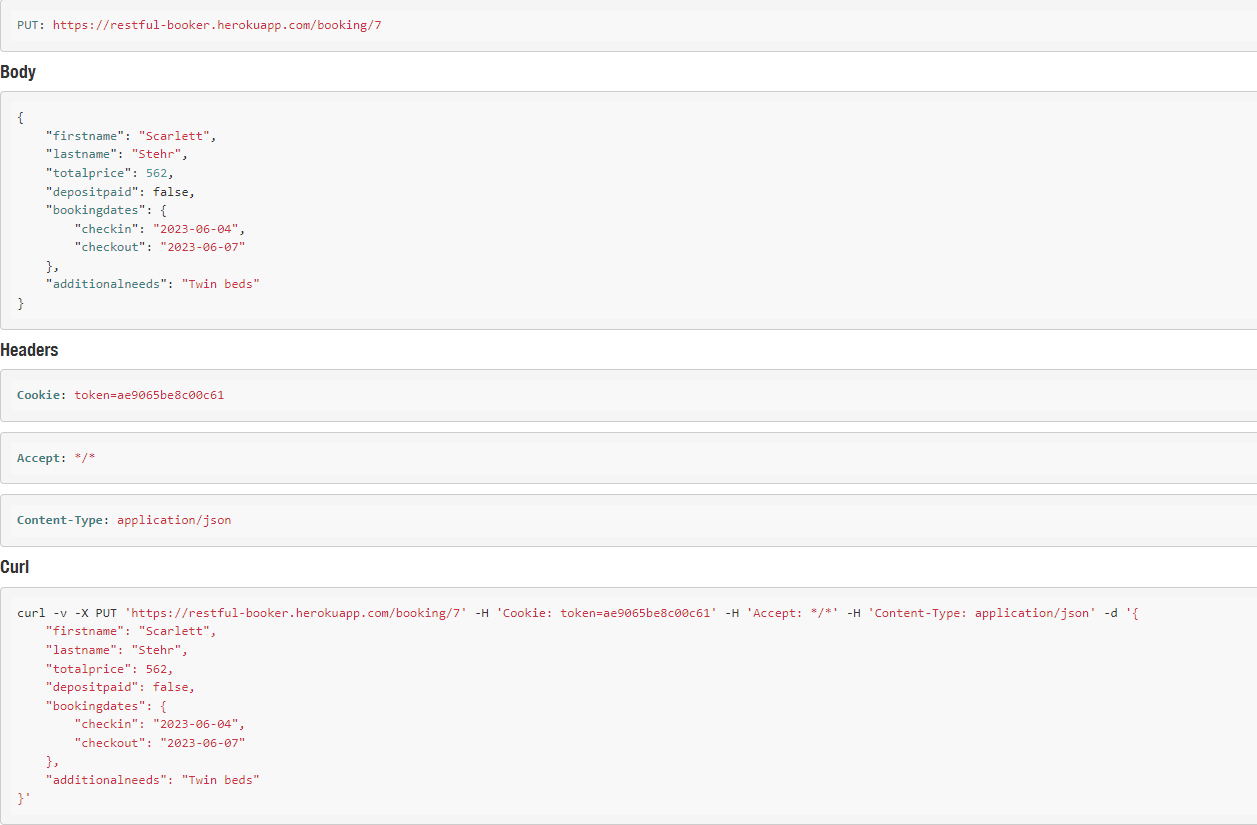 PUT: https://restful-booker.herokuapp.com/booking/7
Body
{
    "firstname": "Scarlett",
    "lastname": "Stehr",
    "totalprice": 562,
    "depositpaid": false,
    "bookingdates": {
        "checkin": "2023-06-04",
        "checkout": "2023-06-07"
    },
    "additionalneeds": "Twin beds"
}
Headers
Cookie: token=ae9065be8c00c61
Accept: */*
Content-Type: application/json
Curl
curl -v -X PUT 'https://restful-booker.herokuapp.com/booking/7' -H 'Cookie: token=ae9065be8c00c61' -H 'Accept: */*' -H 'Content-Type: application/json' -d '{
    "firstname": "Scarlett",
    "lastname": "Stehr",
    "totalprice": 562,
    "depositpaid": false,
    "bookingdates": {
        "checkin": "2023-06-04",
        "checkout": "2023-06-07"
    },
    "additionalneeds": "Twin beds"
}'